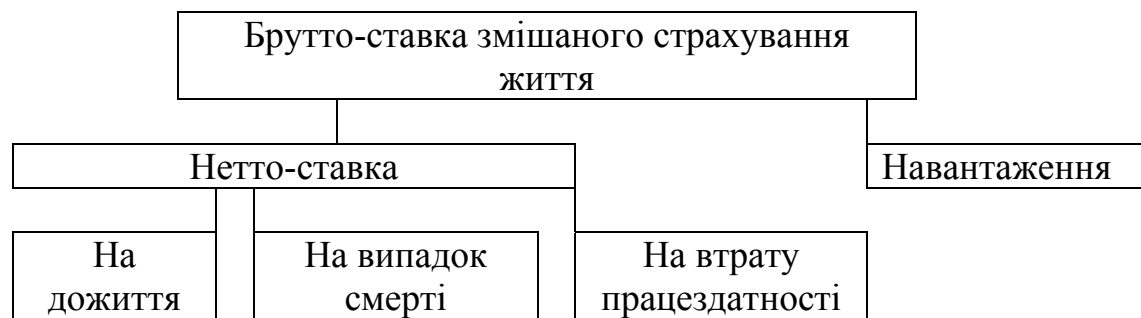 Брутто-ставка змішаного страхування
життя
Нетто-ставка
Навантаження
На
дожиття
На випадок
смерті
На втрату
працездатності